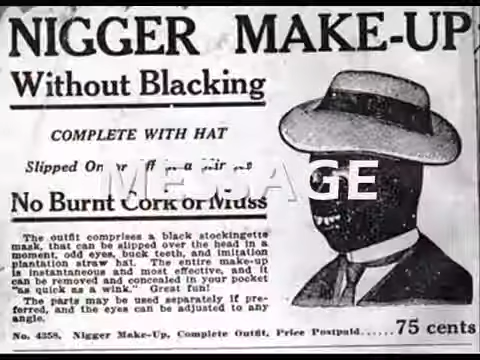 NIGGER MAKE-UP
Without Blacking
COMPLETE WITH HAT
Slipped On or Off in a
MESSAGE
No Burnt Cork or Muss
The outfit comprises a black stockingette
mask, that can be slipped over the head in a
moment, odd eyes, buck teeth, and imitation
plantation straw hat. The entire make-up
is instantaneous and most effective, and it
can be removed and concealed in your pocket
"as quick as a wink." Great fun!
The parts may be used separately if pre-
ferred, and the eyes can be adjusted to any
angle.
No. 4358. Nigger Make-Up, Complete Outfit, Price Postpaid......75 cents